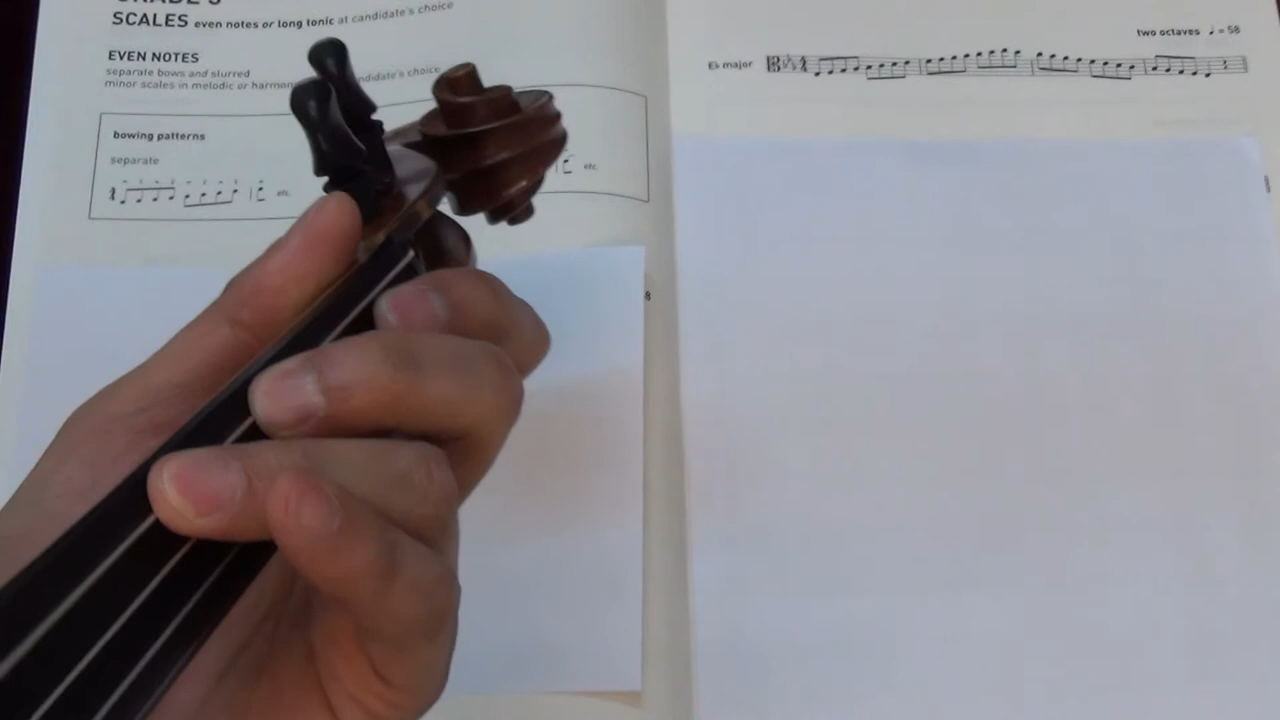 SCALES even notes or long tonic at candidate's choice
EVEN NOTES
separate bows and slurred
minor scales in melodic or
candidate's choice
bowing patterns
separate
etc.
etc.
two octaves ♩ = 58
E♭ major